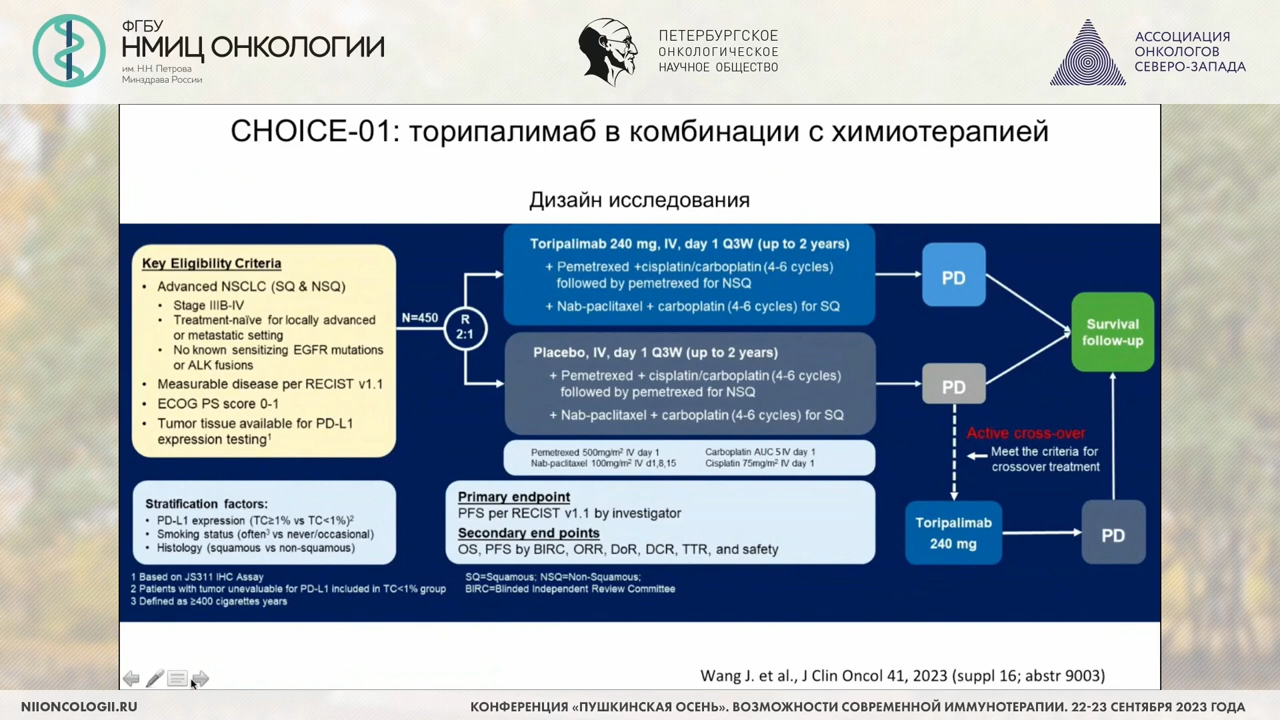 ФГБУ
НМИЦ ОНКОЛОГИИ
им. Н.Н. Петрова
Минздрава России
ПЕТЕРБУРГСКОЕ
ОНКОЛОГИЧЕСКОЕ
НАУЧНОЕ ОБЩЕСТВО
АССОЦИАЦИЯ
ОНКОЛОГОВ
СЕВЕРО-ЗАПАДА
CHOICE-01: торипалимаб в комбинации с химиотерапией
Дизайн исследования
Key Eligibility Criteria
• Advanced NSCLC (SQ & NSQ)
• Stage IIIB-IV
• Treatment-naïve for locally advanced
or metastatic setting
• No known sensitizing EGFR mutations
or ALK fusions
• Measurable disease per RECIST v1.1
• ECOG PS score 0-1
• Tumor tissue available for PD-L1
expression testing¹
N=450
R
2:1
Toripalimab 240 mg, IV, day 1 Q3W (up to 2 years)
+ Pemetrexed +cisplatin/carboplatin (4-6 cycles)
followed by pemetrexed for NSQ
+ Nab-paclitaxel + carboplatin (4-6 cycles) for SQ
Placebo, IV, day 1 Q3W (up to 2 years)
+ Pemetrexed + cisplatin/carboplatin (4-6 cycles)
followed by pemetrexed for NSQ
+ Nab-paclitaxel + carboplatin (4-6 cycles) for SQ
Pemetrexed 500mg/m² IV day 1
Nab-paclitaxel 100mg/m² IV d1,8,15
Carboplatin AUC 5 IV day 1
Cisplatin 75mg/m² IV day 1
PD
PD
Survival
follow-up
Active cross-over
Meet the criteria for
crossover treatment
Toripalimab
240 mg
PD
Stratification factors:
• PD-L1 expression (TC≥1% vs TC<1%)²
• Smoking status (often³ vs never/occasional)
• Histology (squamous vs non-squamous)
Primary endpoint
PFS per RECIST v1.1 by investigator
Secondary end points
OS, PFS by BIRC, ORR, DoR, DCR, TTR, and safety
1 Based on JS311 IHC Assay
2 Patients with tumor unevaluable for PD-L1 included in TC<1% group
3 Defined as ≥400 cigarettes years
SQ=Squamous; NSQ=Non-Squamous;
BIRC=Blinded Independent Review Committee
Wang J. et al., J Clin Oncol 41, 2023 (suppl 16; abstr 9003)
NIIONCOLOGII.RU
КОНФЕРЕНЦИЯ «ПУШКИНСКАЯ ОСЕНЬ». ВОЗМОЖНОСТИ СОВРЕМЕННОЙ ИММУНОТЕРАПИИ. 22-23 СЕНТЯБРЯ 2023 ГОДА